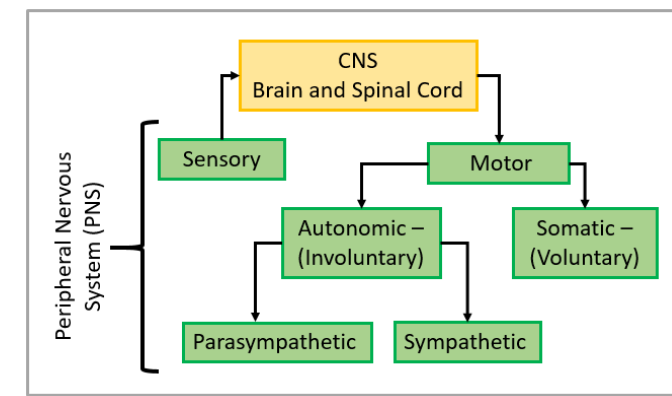 CNS
Brain and Spinal Cord
Peripheral Nervous
System (PNS)
Sensory
Motor
Autonomic –
(Involuntary)
Somatic –
(Voluntary)
Parasympathetic
Sympathetic